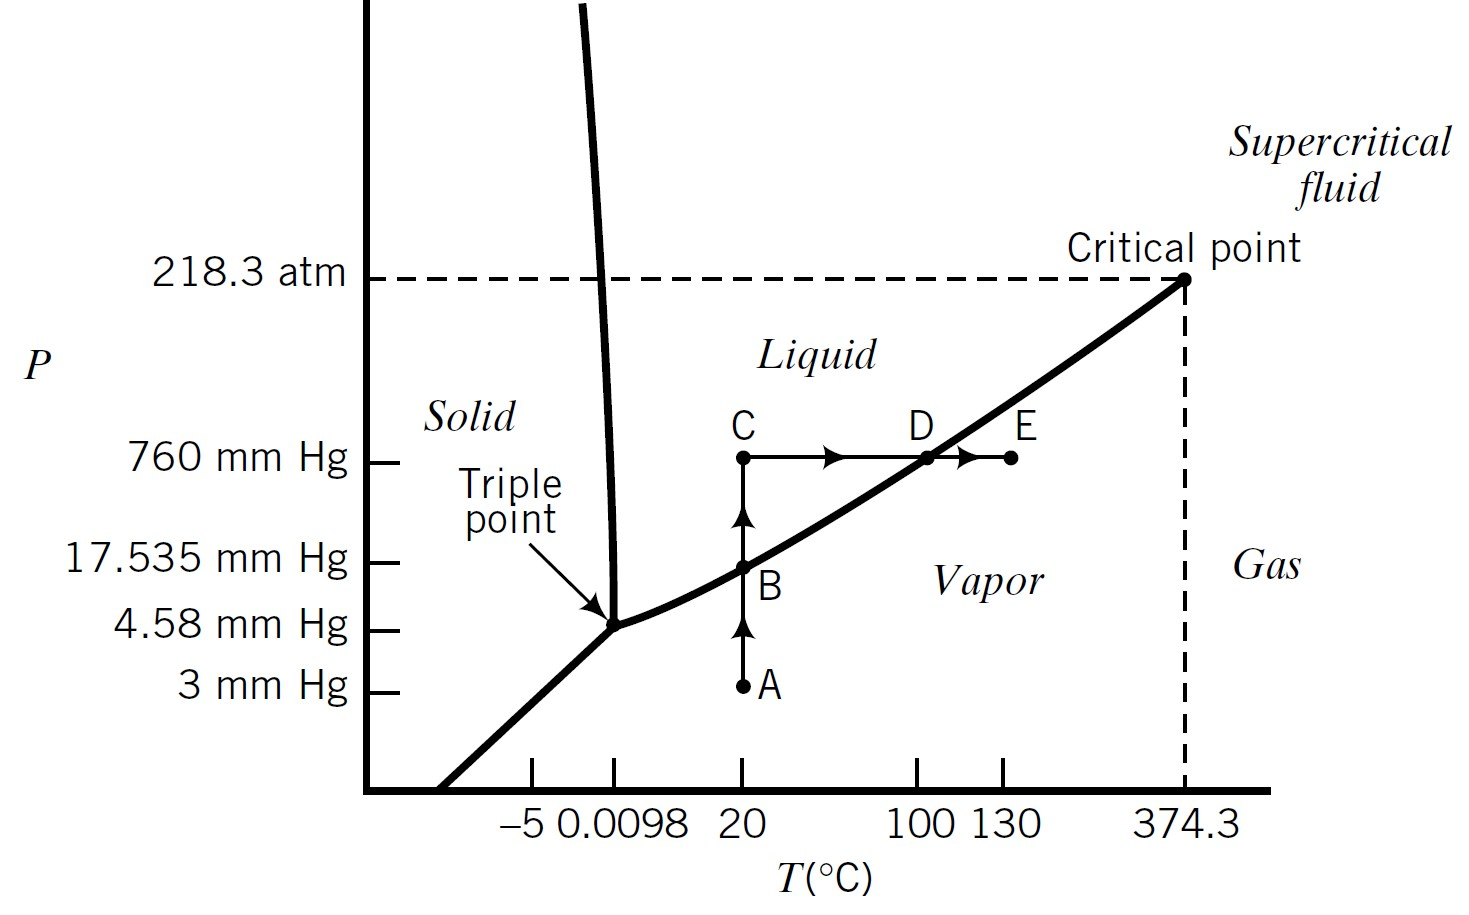 Supercritical
fluid
Critical point
218.3 atm
Liquid
P
Solid
C
D
E
760 mm Hg
Triple
point
17.535 mm Hg
B
Vapor
Gas
4.58 mm Hg
3 mm Hg
A
–5 0.0098 20 100 130 374.3
T(°C)